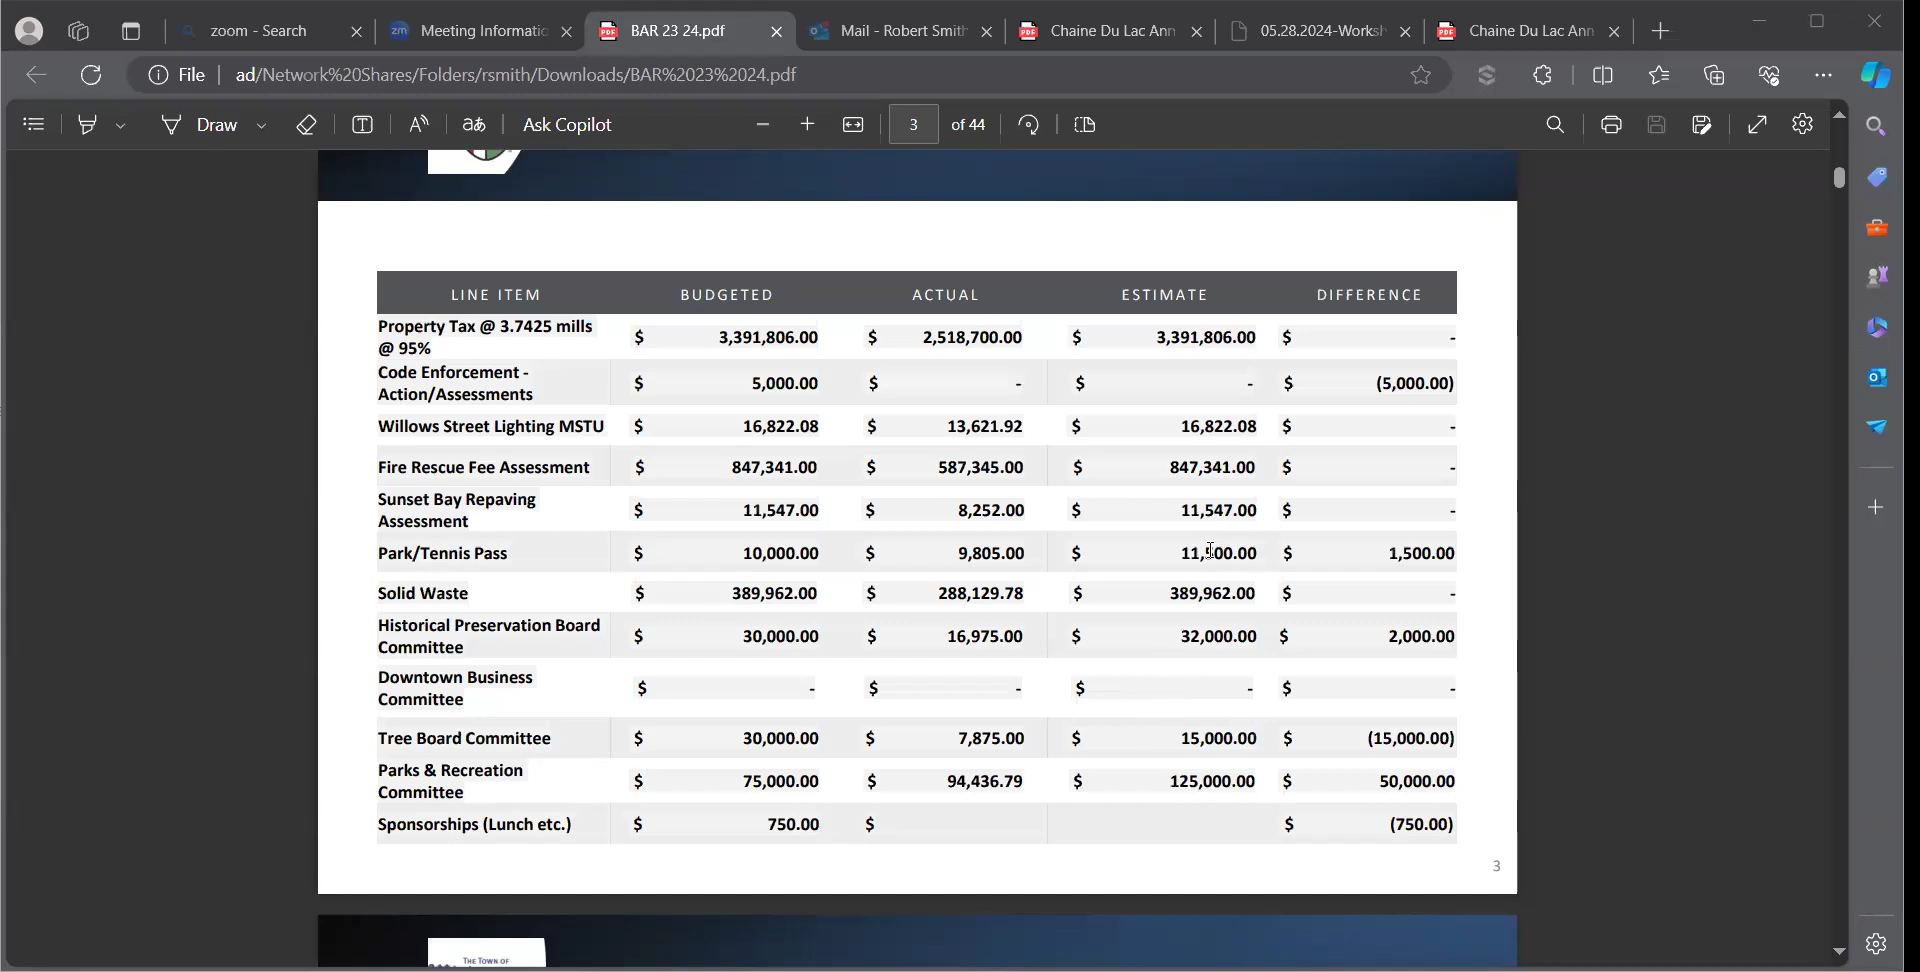 zoom - Search
Meeting Informatic
BAR 23 24.pdf
Mail - Robert Smith
Chaine Du Lac Ann
05.28.2024-Worksh
Chaine Du Lac Ann
File
ad/Network%20Shares/Folders/rsmith/Downloads/BAR%2023%2024.pdf
Draw
Ask Copilot
3 of 44
LINE ITEM BUDGETED ACTUAL ESTIMATE DIFFERENCE
Property Tax @ 3.7425 mills
@ 95% $ 3,391,806.00 $ 2,518,700.00 $ 3,391,806.00 $ -
Code Enforcement -
Action/Assessments $ 5,000.00 $ - $ - $ (5,000.00)
Willows Street Lighting MSTU $ 16,822.08 $ 13,621.92 $ 16,822.08 $ -
Fire Rescue Fee Assessment $ 847,341.00 $ 587,345.00 $ 847,341.00 $ -
Sunset Bay Repaving
Assessment $ 11,547.00 $ 8,252.00 $ 11,547.00 $ -
Park/Tennis Pass $ 10,000.00 $ 9,805.00 $ 11,500.00 $ 1,500.00
Solid Waste $ 389,962.00 $ 288,129.78 $ 389,962.00 $ -
Historical Preservation Board
Committee $ 30,000.00 $ 16,975.00 $ 32,000.00 $ 2,000.00
Downtown Business
Committee $ - $ - $ - $ -
Tree Board Committee $ 30,000.00 $ 7,875.00 $ 15,000.00 $ (15,000.00)
Parks & Recreation
Committee $ 75,000.00 $ 94,436.79 $ 125,000.00 $ 50,000.00
Sponsorships (Lunch etc.) $ 750.00 $ $ (750.00)
3
THE TOWN OF